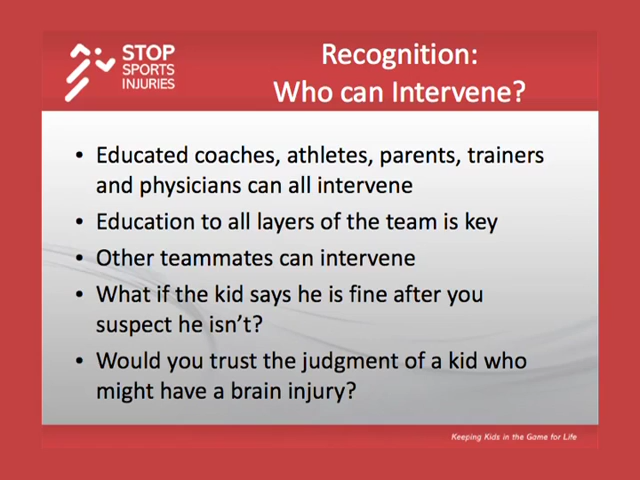 STOP
SPORTS
INJURIES
Recognition:
Who can Intervene?
• Educated coaches, athletes, parents, trainers
and physicians can all intervene
• Education to all layers of the team is key
• Other teammates can intervene
• What if the kid says he is fine after you
suspect he isn’t?
• Would you trust the judgment of a kid who
might have a brain injury?
Keeping Kids in the Game for Life